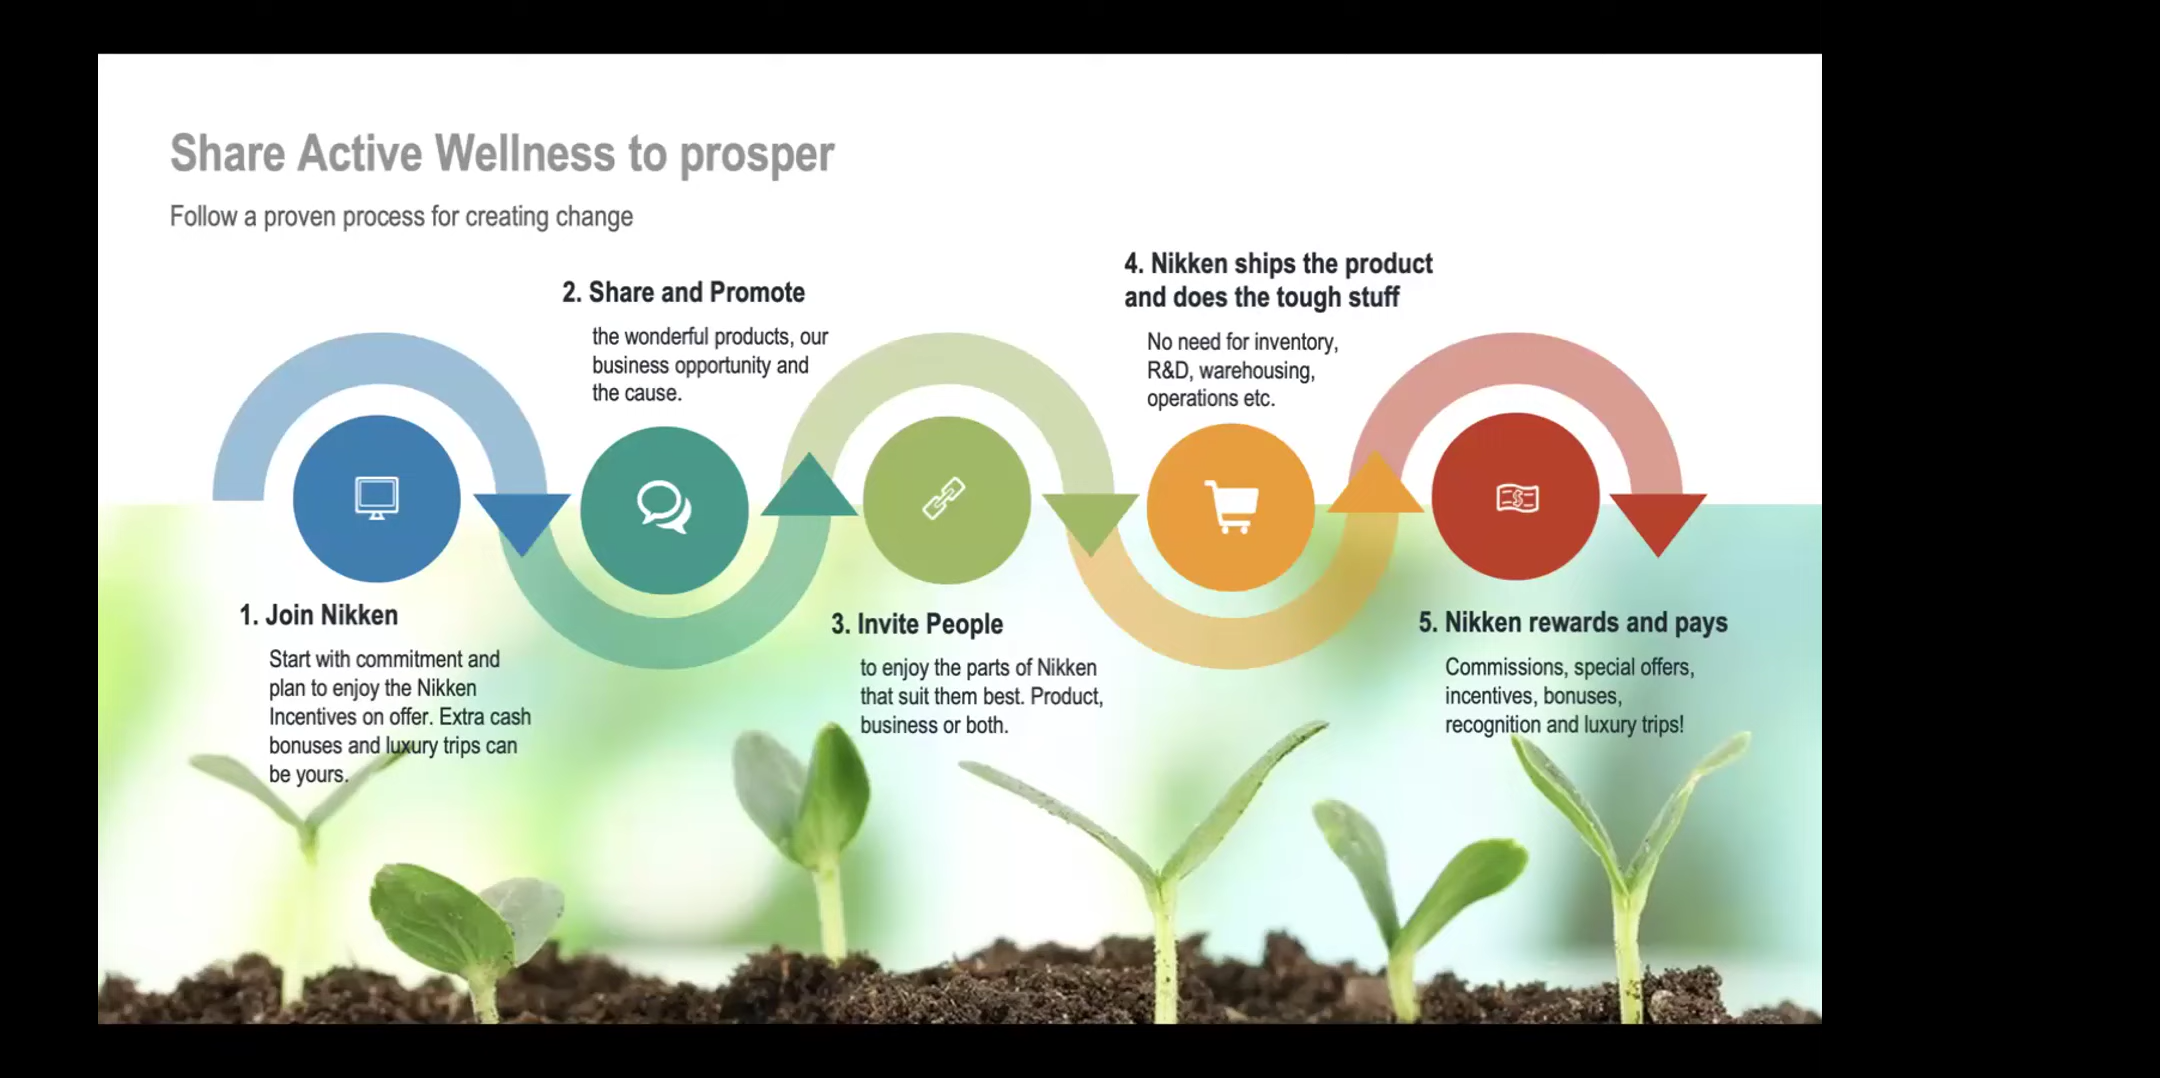 Share Active Wellness to prosper
Follow a proven process for creating change
1. Join Nikken
Start with commitment and
plan to enjoy the Nikken
Incentives on offer. Extra cash
bonuses and luxury trips can
be yours.
2. Share and Promote
the wonderful products, our
business opportunity and
the cause.
3. Invite People
to enjoy the parts of Nikken
that suit them best. Product,
business or both.
4. Nikken ships the product
and does the tough stuff
No need for inventory,
R&D, warehousing,
operations etc.
5. Nikken rewards and pays
Commissions, special offers,
incentives, bonuses,
recognition and luxury trips!